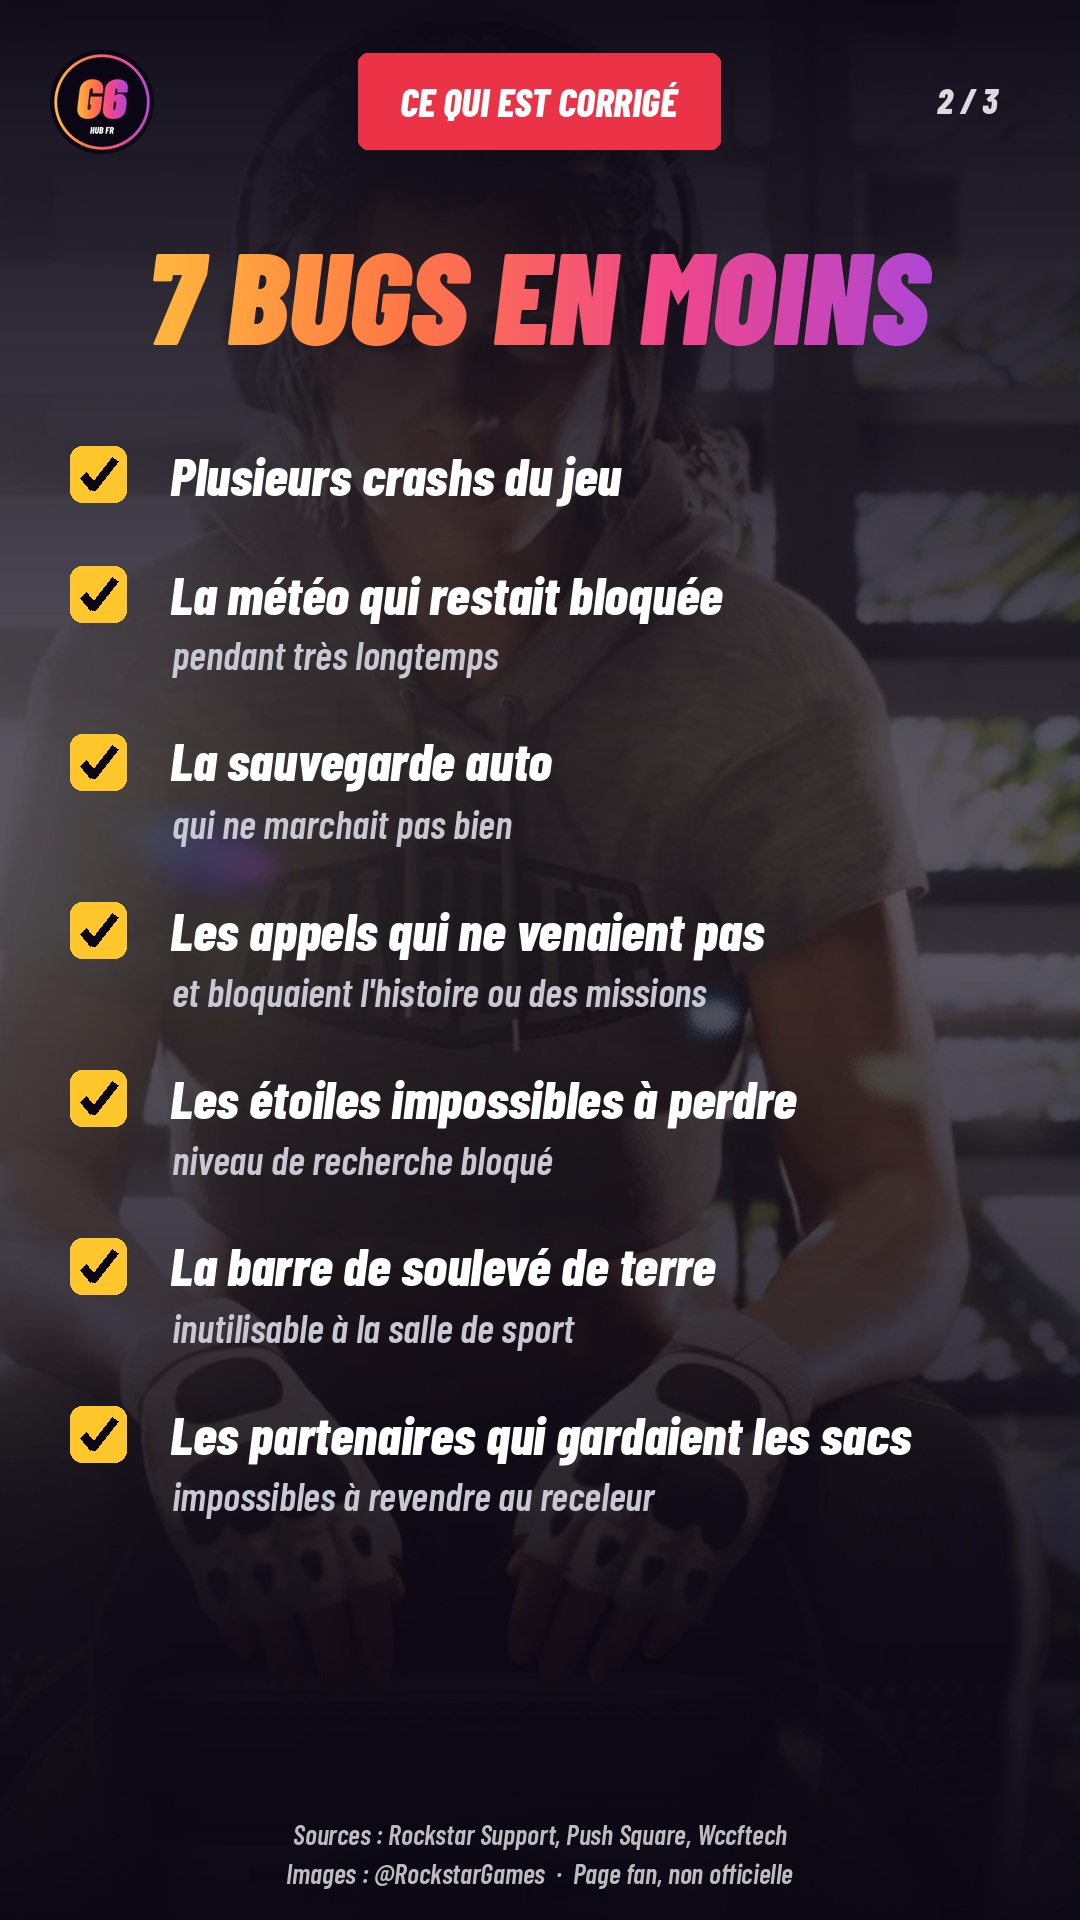 G6
HUB FR
CE QUI EST CORRIGÉ
2 / 3
7 BUGS EN MOINS
Plusieurs crashs du jeu
La météo qui restait bloquée
pendant très longtemps
La sauvegarde auto
qui ne marchait pas bien
Les appels qui ne venaient pas
et bloquaient l'histoire ou des missions
Les étoiles impossibles à perdre
niveau de recherche bloqué
La barre de soulevé de terre
inutilisable à la salle de sport
Les partenaires qui gardaient les sacs
impossibles à revendre au receleur
Sources : Rockstar Support, Push Square, Wccftech
Images : @RockstarGames · Page fan, non officielle